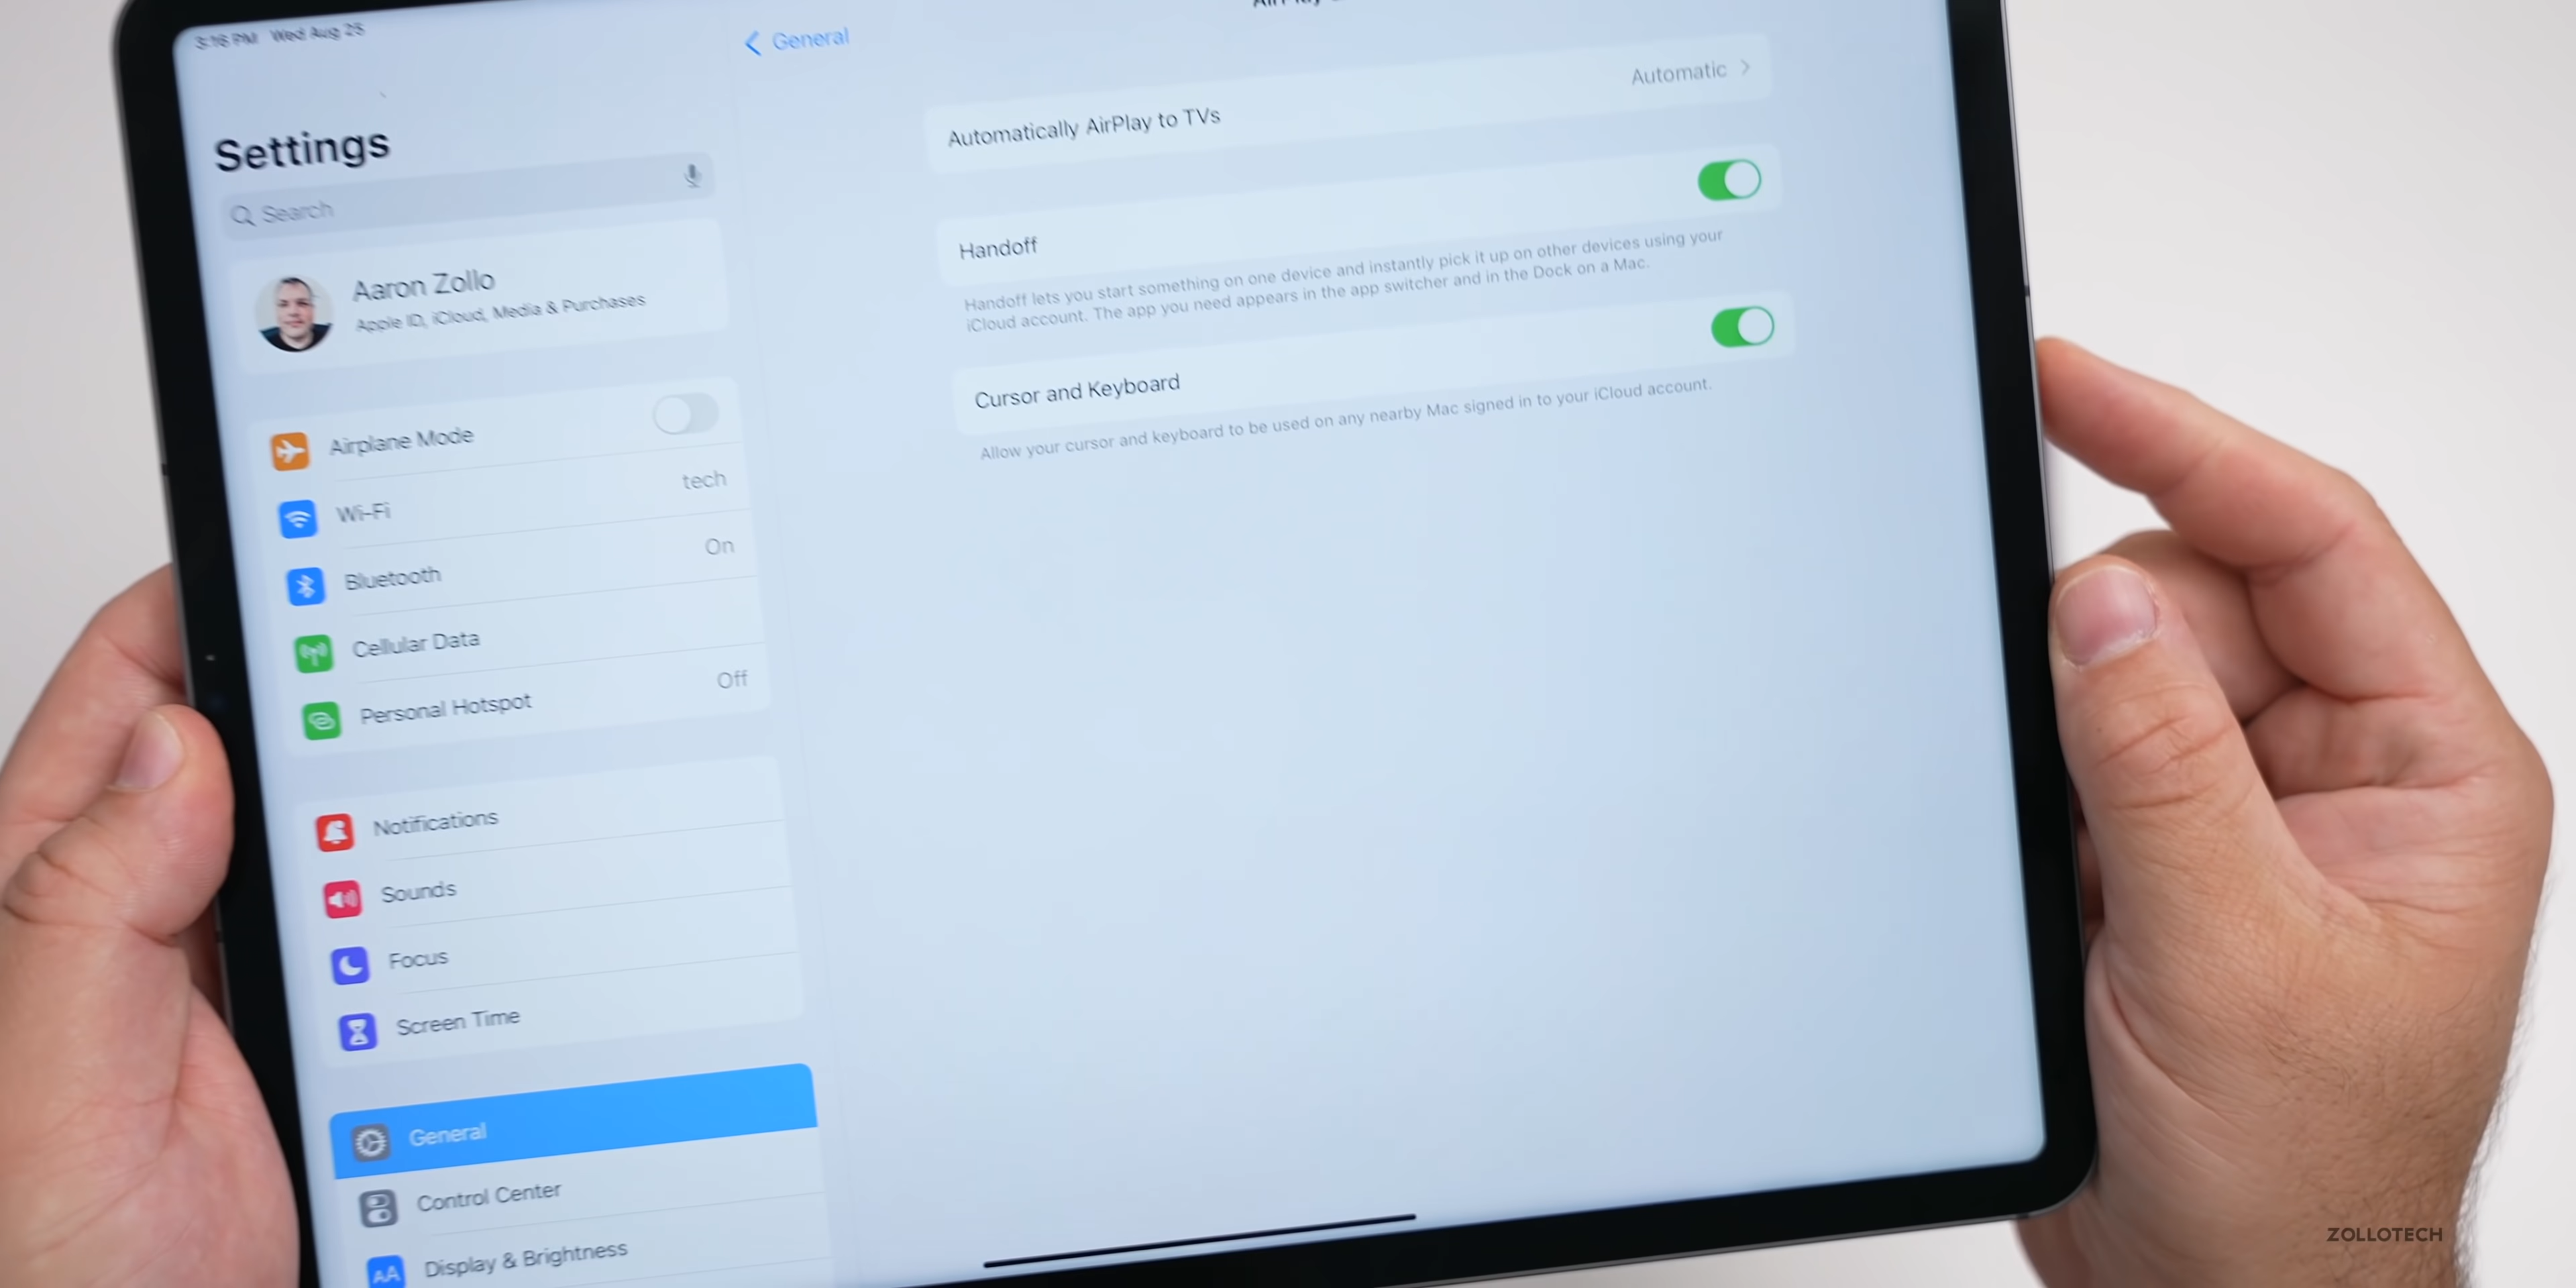 3:16 PM Wed Aug 25
General
Settings
Search
Aaron Zollo
Apple ID, iCloud, Media & Purchases
Airplane Mode
Wi-Fi
tech
Bluetooth
On
Cellular Data
Personal Hotspot
Off
Notifications
Sounds
Focus
Screen Time
General
Control Center
AA
Display & Brightness
Automatically AirPlay to TVs
Automatic
Handoff
Handoff lets you start something on one device and instantly pick it up on other devices using your
iCloud account. The app you need appears in the app switcher and in the Dock on a Mac.
Cursor and Keyboard
Allow your cursor and keyboard to be used on any nearby Mac signed in to your iCloud account.
ZOLLOTECH